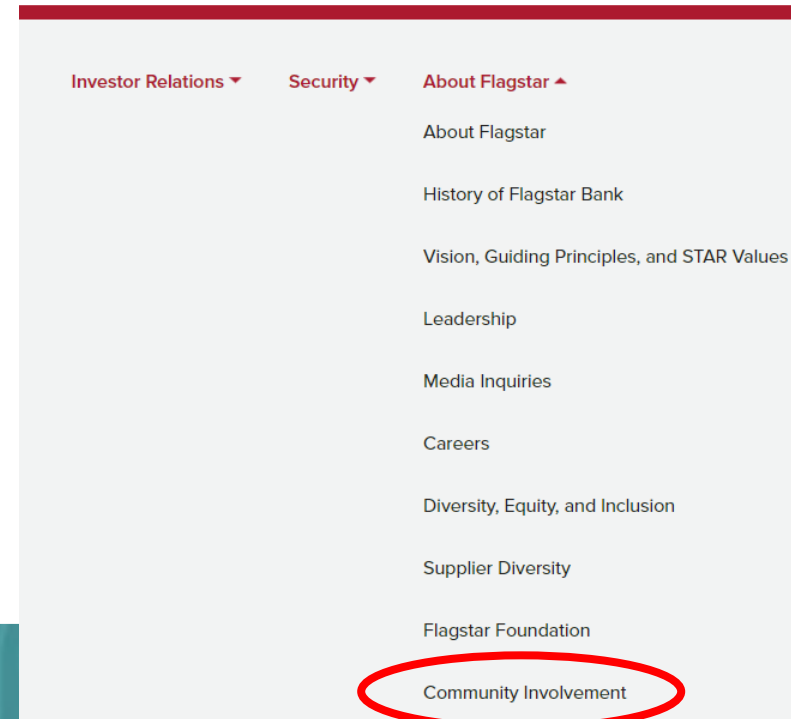 Investor Relations Security About Flagstar
About Flagstar
History of Flagstar Bank
Vision, Guiding Principles, and STAR Values
Leadership
Media Inquiries
Careers
Diversity, Equity, and Inclusion
Supplier Diversity
Flagstar Foundation
Community Involvement